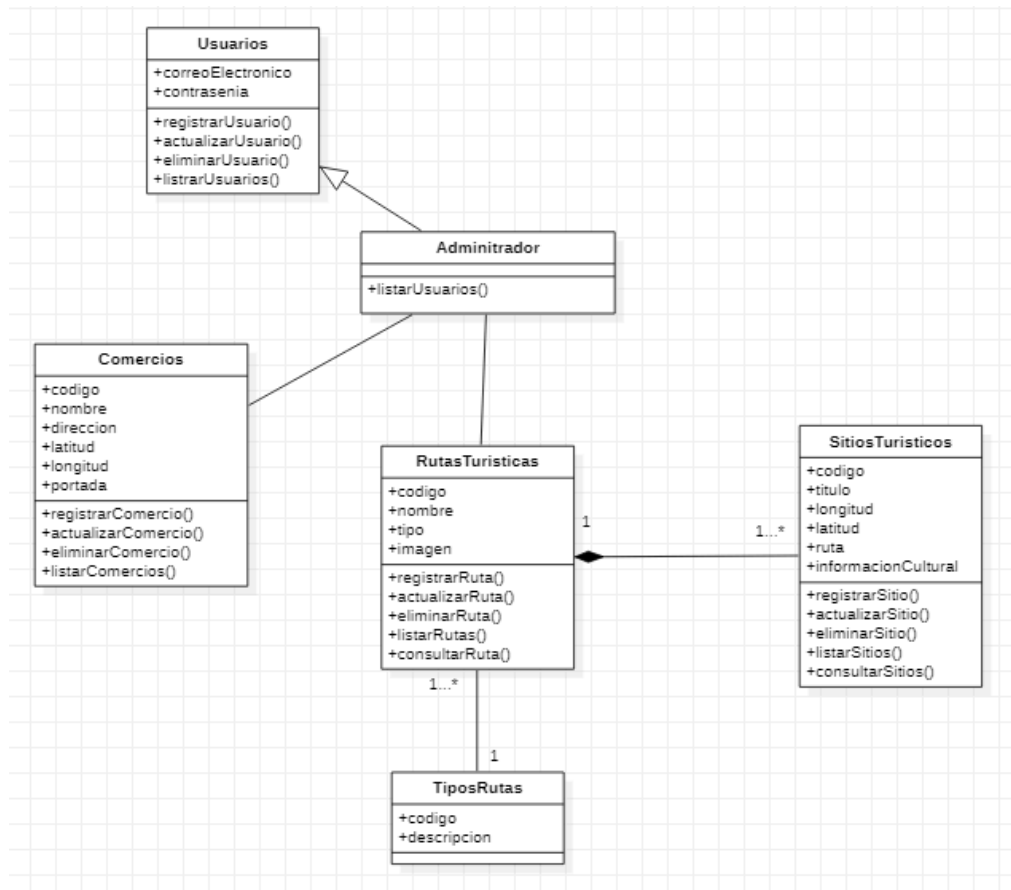 Usuarios
+correoElectronico
+contrasenia
+registrarUsuario()
+actualizarUsuario()
+eliminarUsuario()
+listrarUsuarios()
Adminitrador
+listarUsuarios()
Comercios
+codigo
+nombre
+direccion
+latitud
+longitud
+portada
+registrarComercio()
+actualizarComercio()
+eliminarComercio()
+listarComercios()
RutasTuristicas
+codigo
+nombre
+tipo
+imagen
+registrarRuta()
+actualizarRuta()
+eliminarRuta()
+listarRutas()
+consultarRuta()
1
1...*
SitiosTuristicos
+codigo
+titulo
+longitud
+latitud
+ruta
+informacionCultural
+registrarSitio()
+actualizarSitio()
+eliminarSitio()
+listarSitios()
+consultarSitios()
1...*
1
TiposRutas
+codigo
+descripcion